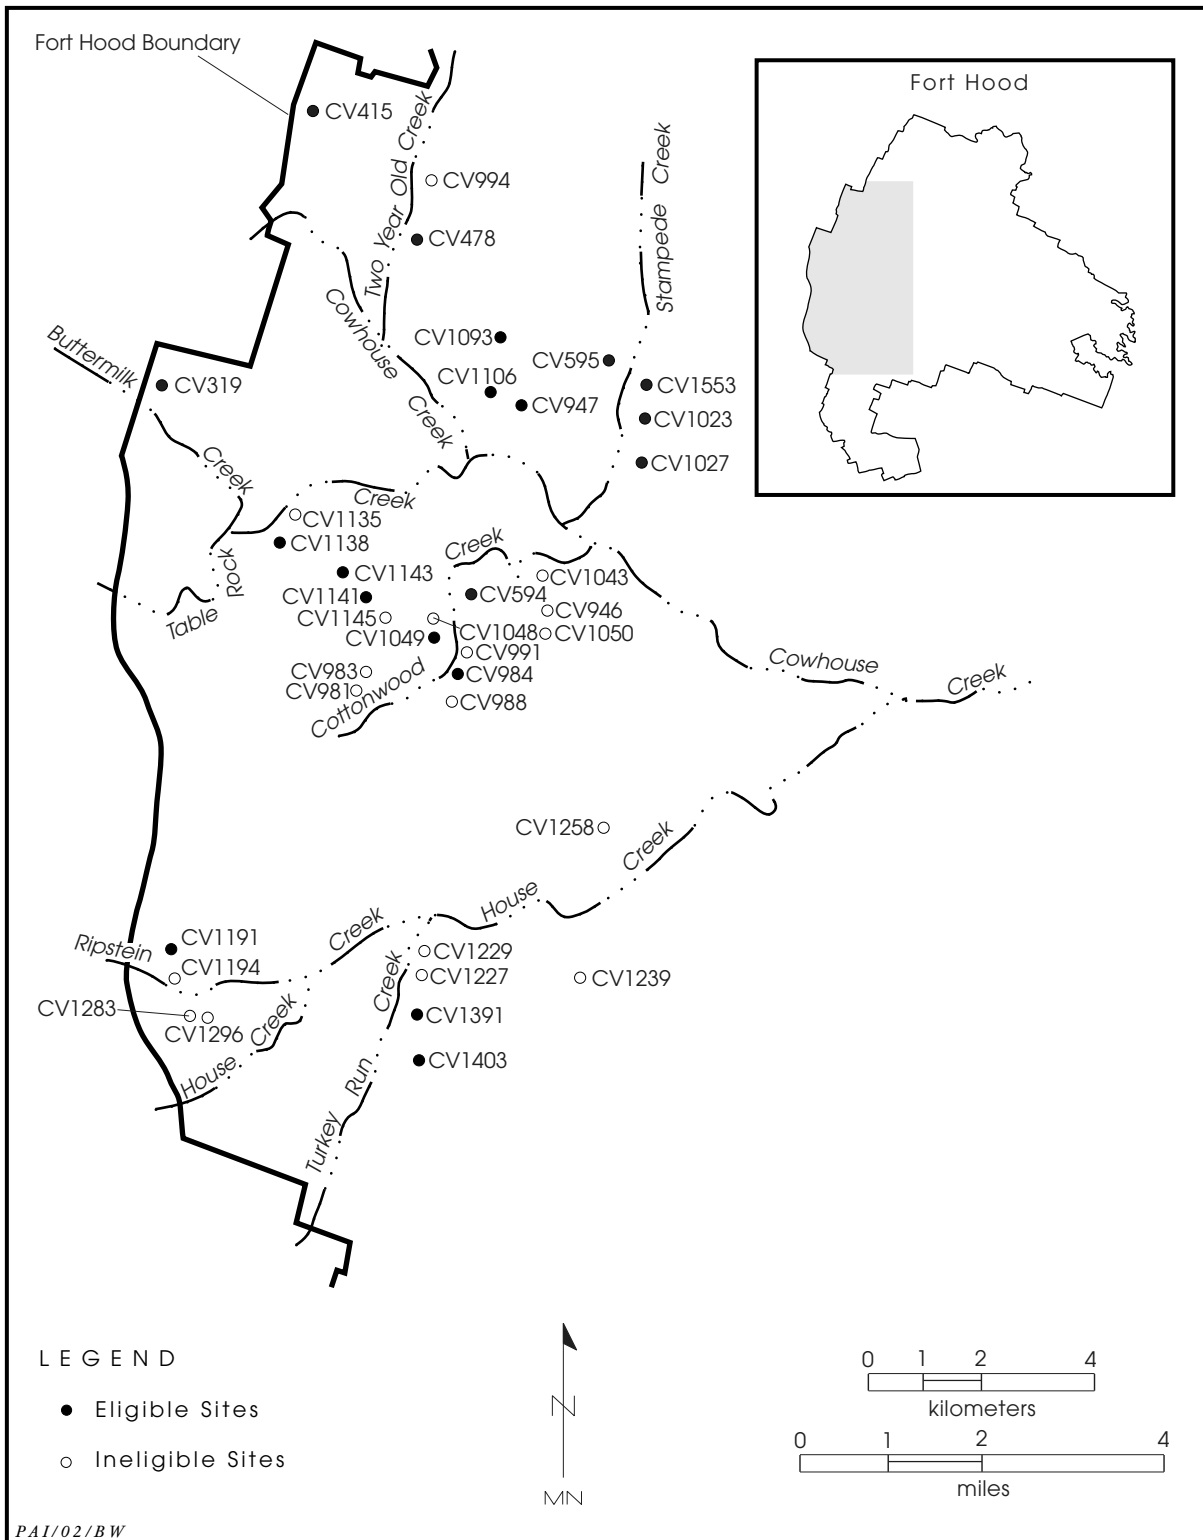 Fort Hood Boundary
Fort Hood
CV415
Two Year Old Creek
CV994
Stampede Creek
CV478
Cowhouse Creek
CV1093
Buttermilk Creek
CV595
CV319
CV1106
CV1553
CV947
CV1023
CV1027
Table Rock Creek
CV1135
CV1138
Creek
CV1143
CV1043
CV1141
CV594
CV946
CV1145
CV1048
CV1050
CV1049
CV991
CV983
CV984
CV981
Cottonwood
CV988
Cowhouse Creek
CV1258
Creek
House
Creek
Ripstein
CV1191
CV1229
CV1194
CV1227
CV1239
CV1283
CV1296
House Creek
CV1391
CV1403
Turkey Run Creek
LEGEND
Eligible Sites
Ineligible Sites
N
MN
0 1 2 4
kilometers
0 1 2 4
miles
PAI/02/BW